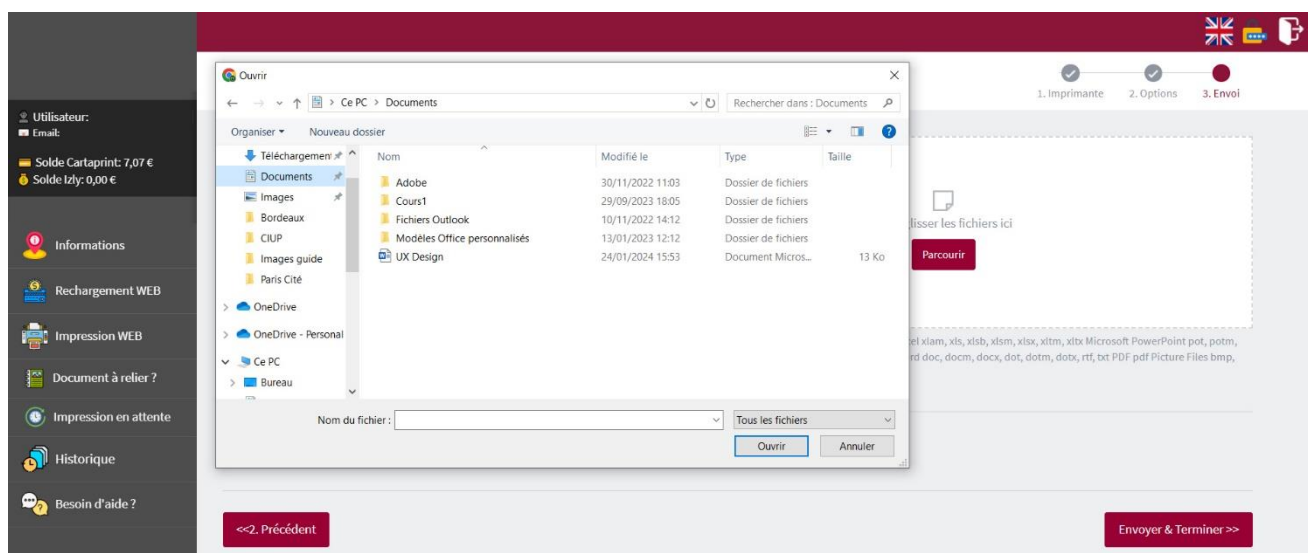 Utilisateur:
Email:
Solde Cartaprint: 7,07 €
Solde Izly: 0,00 €
Informations
Rechargement WEB
Impression WEB
Document à relier ?
Impression en attente
Historique
Besoin d'aide ?
1. Imprimante 2. Options 3. Envoi
Ouvrir
Ce PC > Documents
Rechercher dans : Documents
Organiser Nouveau dossier
Téléchargement
Documents
Images
Bordeaux
CIUP
Images guide
Paris Cité
OneDrive
OneDrive - Personal
Ce PC
Bureau
Nom Modifié le Type Taille
Adobe 30/11/2022 11:03 Dossier de fichiers
Cours1 29/09/2023 18:05 Dossier de fichiers
Fichiers Outlook 10/11/2022 14:12 Dossier de fichiers
Modèles Office personnalisés 13/01/2023 12:12 Dossier de fichiers
UX Design 24/01/2024 15:53 Document Micros... 13 Ko
Nom du fichier : Tous les fichiers
Ouvrir Annuler
lisser les fichiers ici
Parcourir
el xlam, xls, xlsb, xlsm, xlsx, xltm, xltx Microsoft PowerPoint pot, potm,
rd doc, docm, docx, dot, dotm, dotx, rtf, txt PDF pdf Picture Files bmp,
<<2. Précédent
Envoyer & Terminer >>